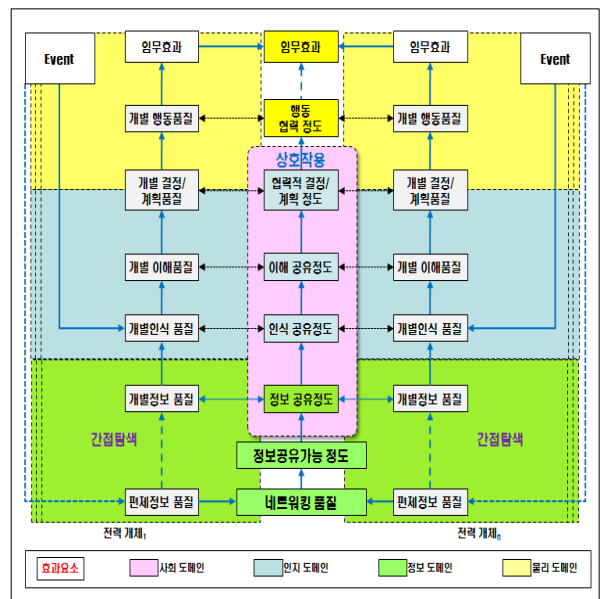 Event
임무효과
임무효과
임무효과
Event
개별 행동품질
행동
협력 정도
개별 행동품질
상호작용
개별 결정/
계획품질
협력적 결정/
계획 정도
개별 결정/
계획품질
개별 이해품질
이해 공유정도
개별 이해품질
개별인식 품질
인식 공유정도
개별인식 품질
개별정보 품질
정보 공유정도
개별정보 품질
간접탐색
간접탐색
정보공유가능 정도
편제정보 품질
네트워킹 품질
편제정보 품질
전력 개체1
전력 개체n
효과요소
사회 도메인
인지 도메인
정보 도메인
물리 도메인